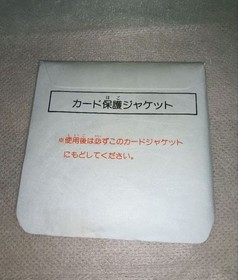 カード保護ジャケット
※使用後は必ずこのカードジャケット
にもどしてください。